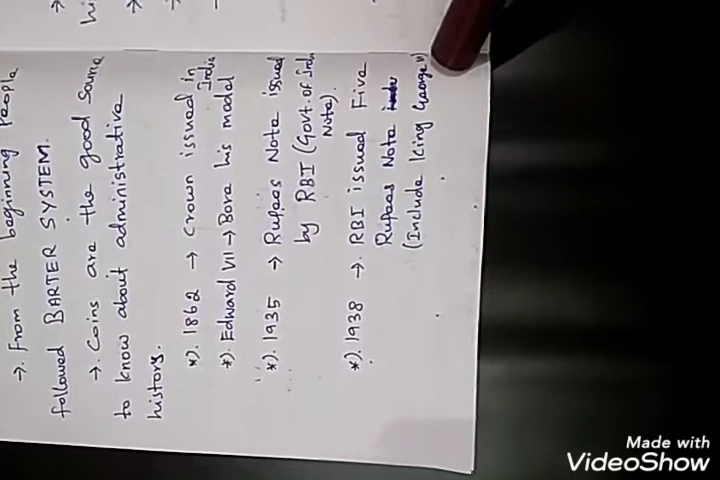 →. From the beginning People
followed BARTER SYSTEM.
→. Coins are the good Source
to know about administrative
history.
*). 1862 → Crown issued in
India
*). Edward VII → Bore his model
*). 1935 → Rupees Note issued
by RBI (Govt. of
Note).
*). 1938 →. RBI issued Five
Rupees Note
(Include King George")
Made with
VideoShow